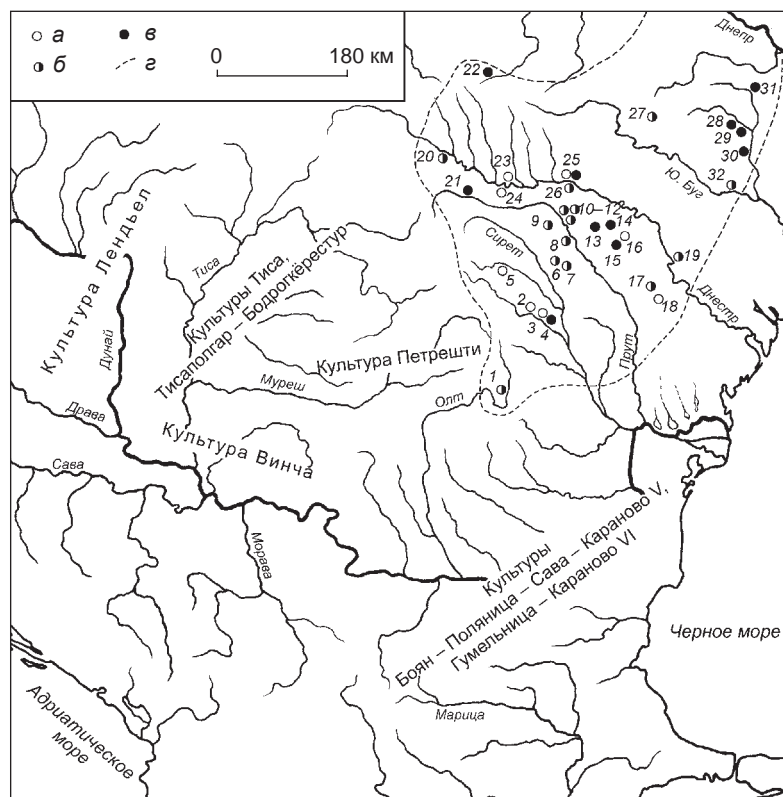 а
б
в
г
0 180 км
Днепр
22
31
27
28
29
30
32
Ю. Буг
20
21
23
24
25
26
10–12
9
8
6
7
13
14
15
16
19
17
18
Днестр
Сирет
5
2
3
4
1
Прут
Олт
Культура Лендьел
Дунай
Тиса
Культуры Тиса,
Тисаполгар – Бодрогкёрестур
Культура Петрешти
Муреш
Драва
Сава
Культура Винча
Морава
Культуры
Боян – Поляница – Сава – Караново V,
Гумельница – Караново VI
Черное море
Марица
Адриатическое
море